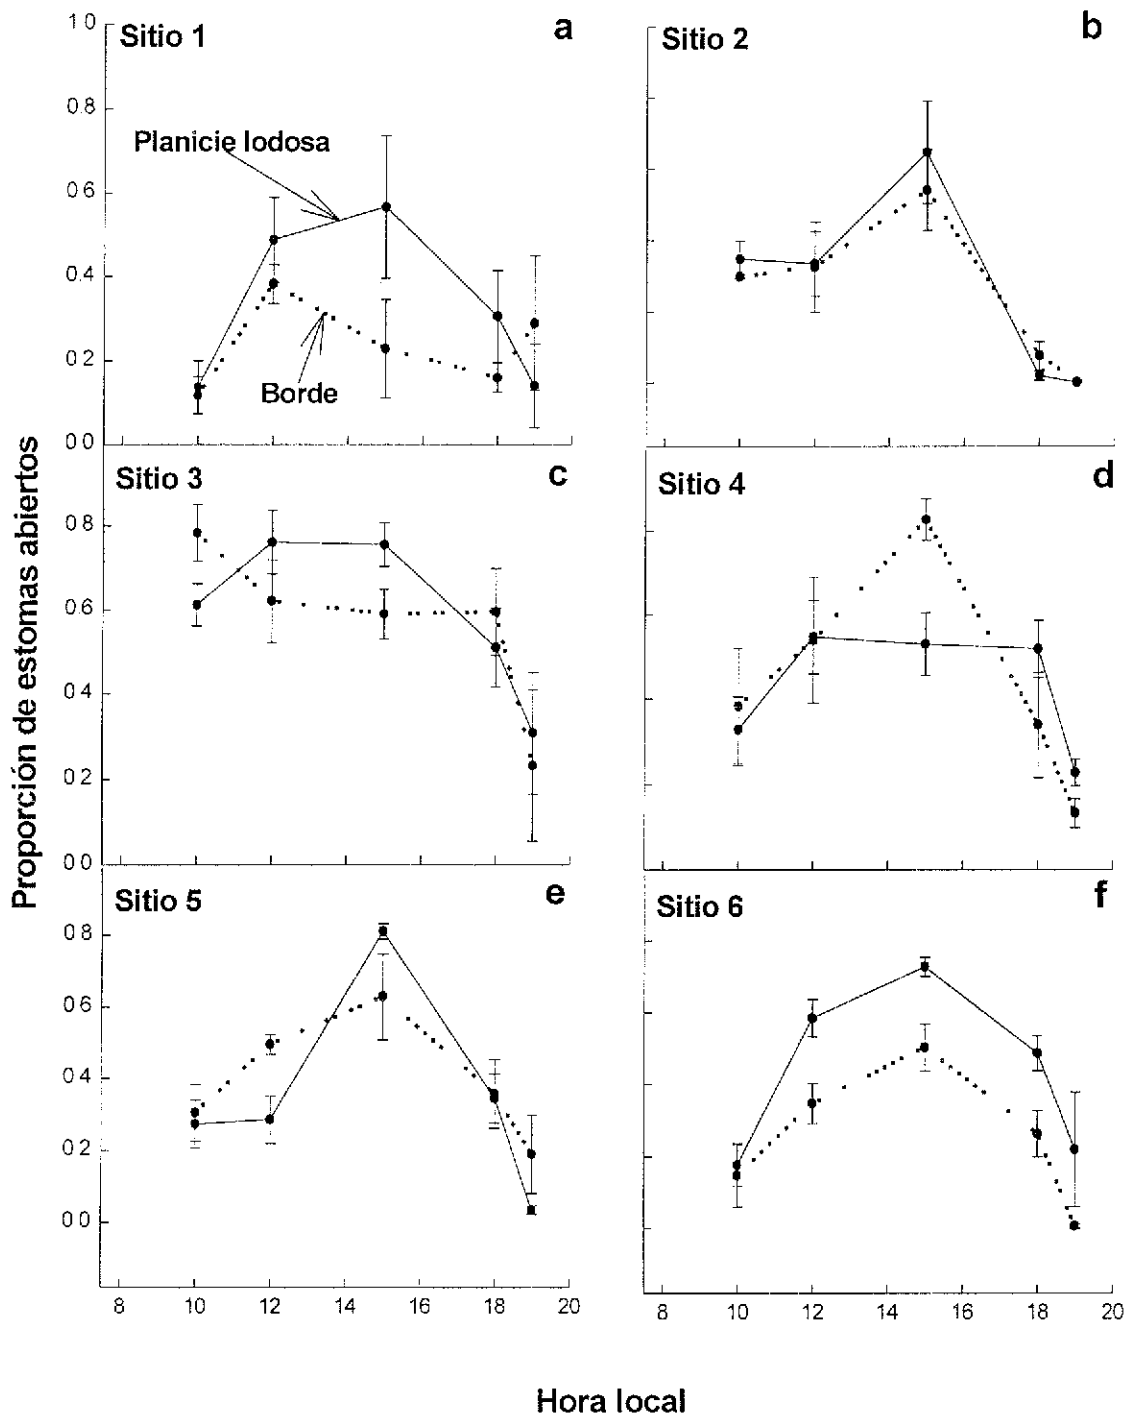 1.0
Sitio 1
a
0.8
Planicie lodosa
0.6
0.4
0.2
Borde
0.0
Sitio 2
b
Sitio 3
c
0.8
0.6
0.4
0.2
0.0
Sitio 4
d
Sitio 5
e
0.8
0.6
0.4
0.2
0.0
8 10 12 14 16 18 20
Sitio 6
f
8 10 12 14 16 18 20
Proporción de estomas abiertos
Hora local